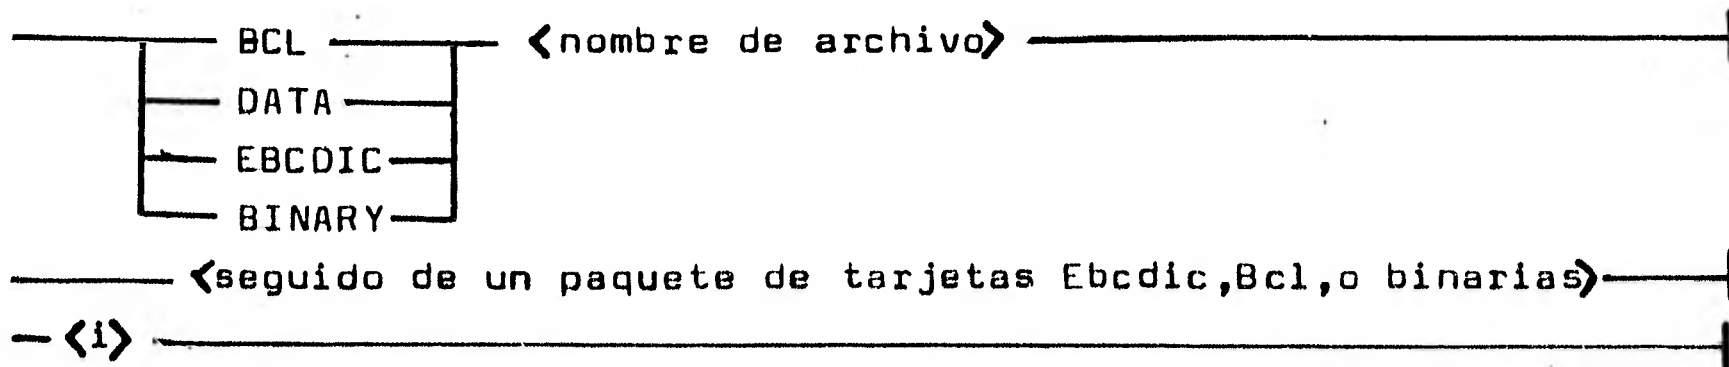 BCL <nombre de archivo>
DATA
EBCDIC
BINARY
<seguido de un paquete de tarjetas Ebcdic,Bcl,o binarias>
<i>